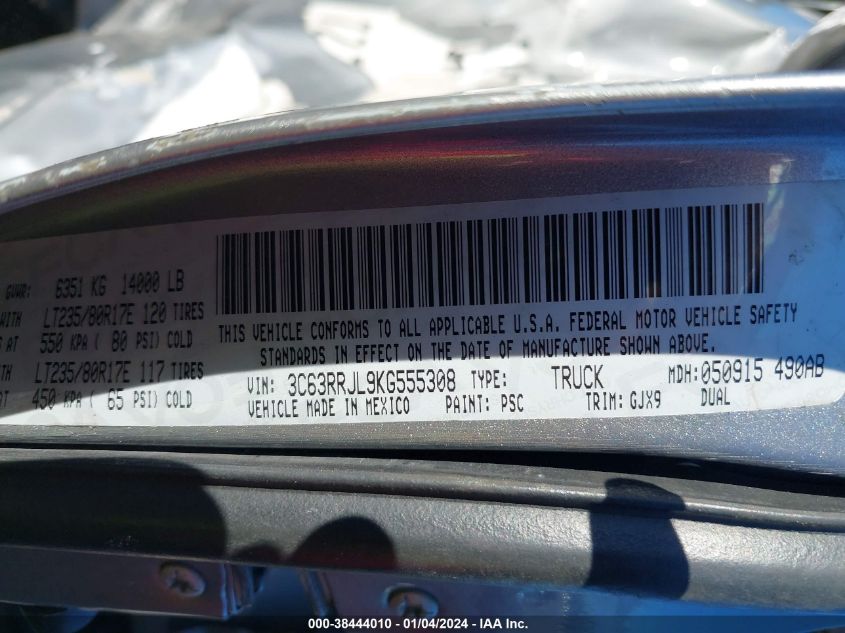 GVWR: 6351 KG 14000 LB
WITH LT235/80R17E 120 TIRES
AT 550 KPA ( 80 PSI) COLD
LT235/80R17E 117 TIRES
450 KPA ( 65 PSI) COLD
THIS VEHICLE CONFORMS TO ALL APPLICABLE U.S.A. FEDERAL MOTOR VEHICLE SAFETY
STANDARDS IN EFFECT ON THE DATE OF MANUFACTURE SHOWN ABOVE.
VIN: 3C63RRJL9KG555308 TYPE: TRUCK MDH: 050915 490AB
VEHICLE MADE IN MEXICO PAINT: PSC TRIM: GJX9 DUAL
000-38444010 - 01/04/2024 - IAA Inc.